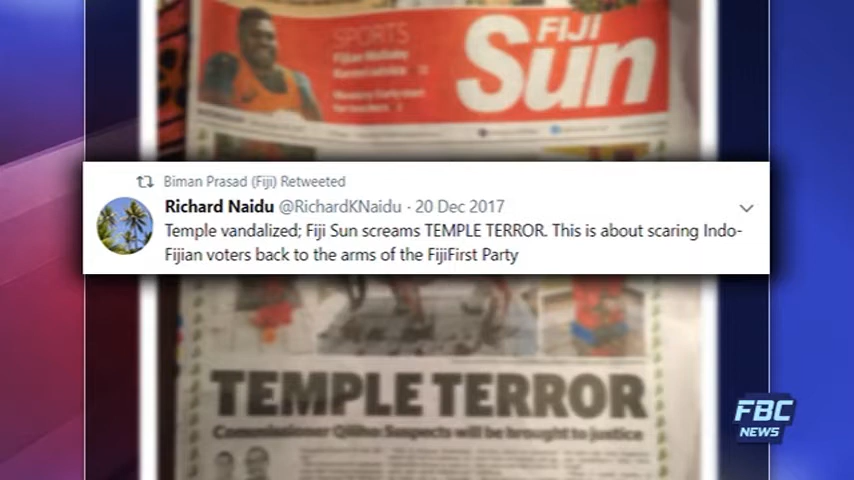 FIJI
Sun
SPORTS
Biman Prasad (Fiji) Retweeted
Richard Naidu @RichardKNaidu · 20 Dec 2017
Temple vandalized; Fiji Sun screams TEMPLE TERROR. This is about scaring Indo-
Fijian voters back to the arms of the FijiFirst Party
TEMPLE TERROR
Commissioner Qiliho: Suspects will be brought to justice
FBC
NEWS